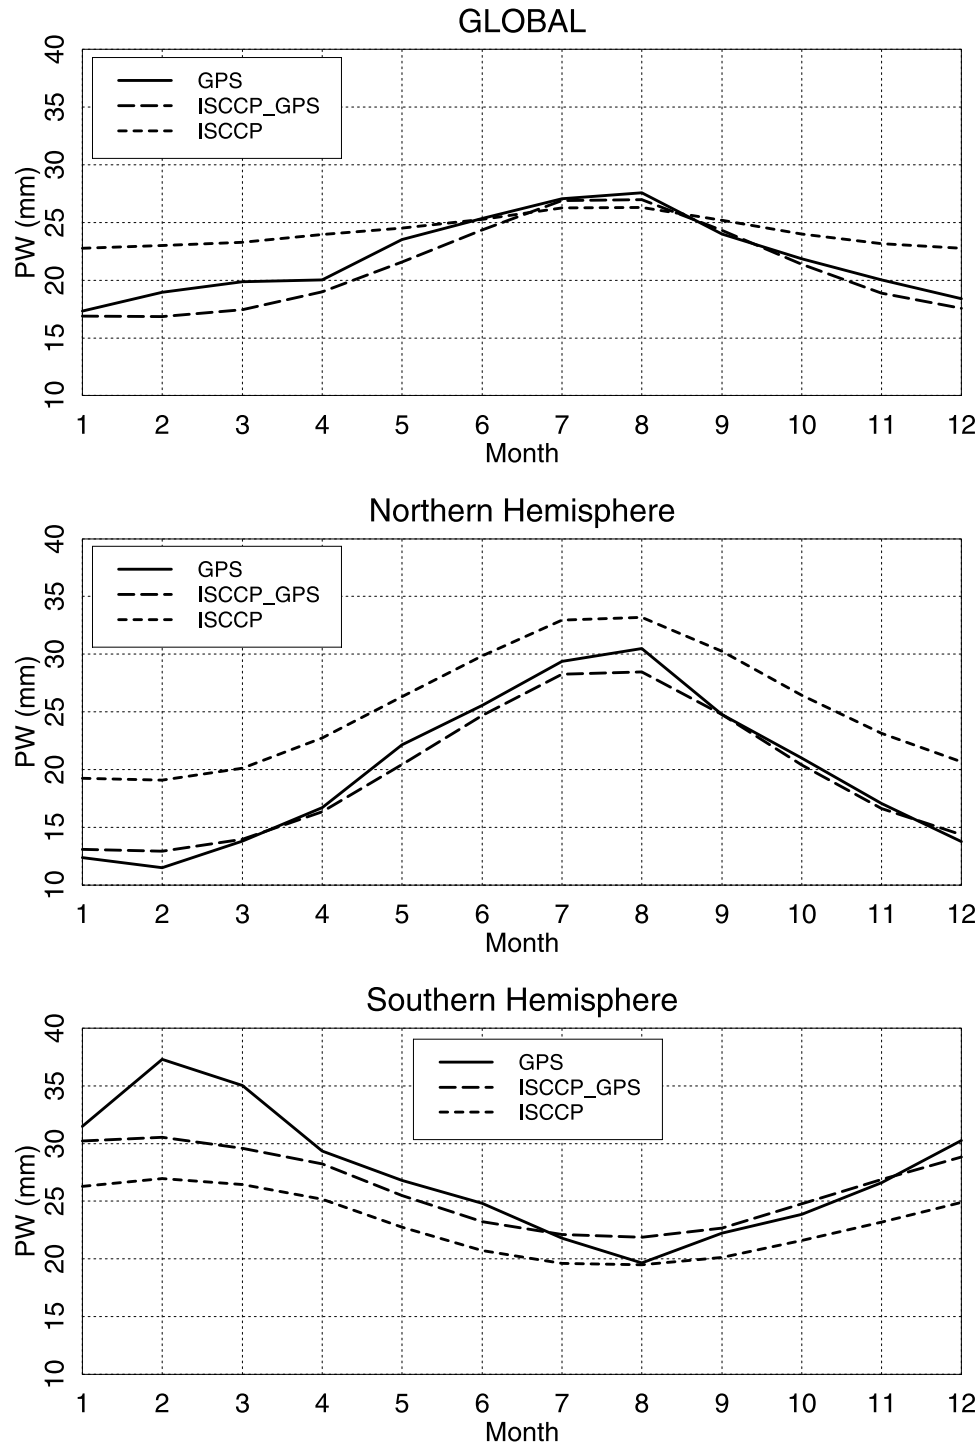 GLOBAL
40
35
30
25
20
15
10
PW (mm)
GPS
ISCCP_GPS
ISCCP
1 2 3 4 5 6 7 8 9 10 11 12
Month
Northern Hemisphere
40
35
30
25
20
15
10
PW (mm)
GPS
ISCCP_GPS
ISCCP
1 2 3 4 5 6 7 8 9 10 11 12
Month
Southern Hemisphere
40
35
30
25
20
15
10
PW (mm)
GPS
ISCCP_GPS
ISCCP
1 2 3 4 5 6 7 8 9 10 11 12
Month